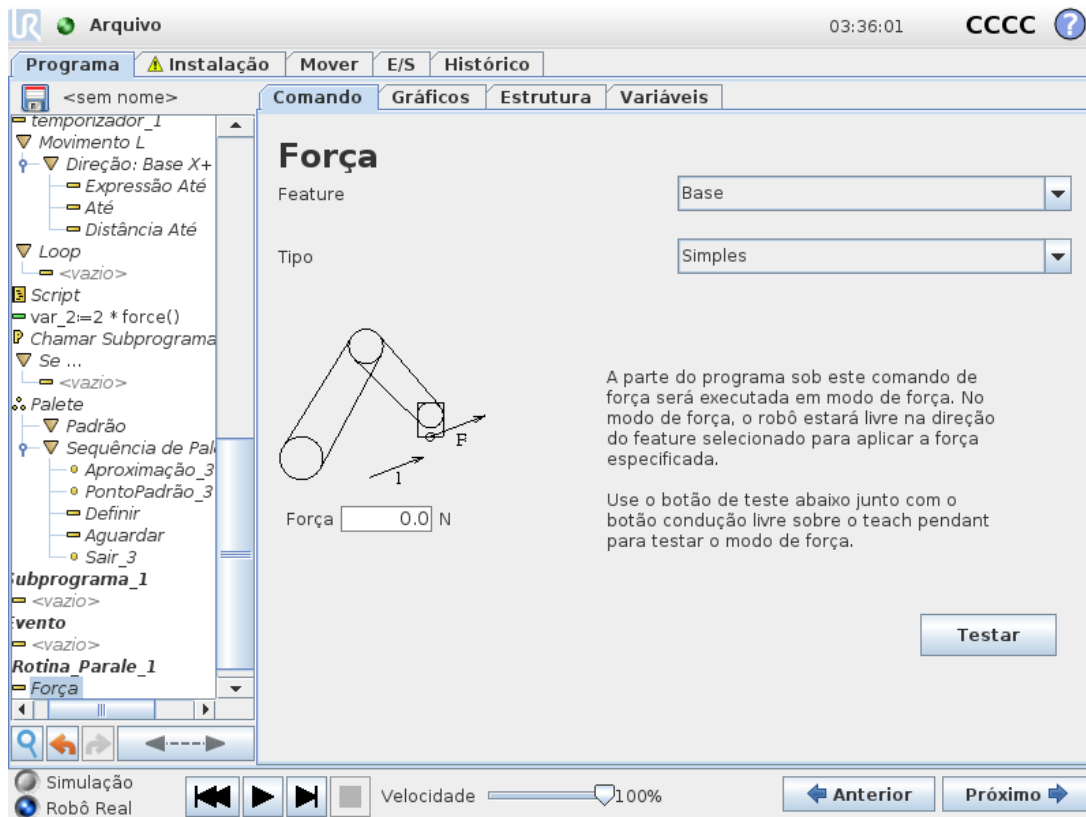 UR
Arquivo
03:36:01
CCCC
?
Programa
Instalação
Mover
E/S
Histórico
<sem nome>
Comando
Gráficos
Estrutura
Variáveis
temporizador_1
Movimento L
Direção: Base X+
Expressão Até
Até
Distância Até
Loop
<vazio>
Script
var_2:=2 * force()
Chamar Subprograma
Se ...
<vazio>
Palete
Padrão
Sequência de Pal
Aproximação_3
PontoPadrão_3
Definir
Aguardar
Sair_3
ubprograma_1
<vazio>
vento
<vazio>
Rotina_Parale_1
Força
Força
Feature
Base
Tipo
Simples
F
1
Força 0.0 N
A parte do programa sob este comando de
força será executada em modo de força. No
modo de força, o robô estará livre na direção
do feature selecionado para aplicar a força
especificada.
Use o botão de teste abaixo junto com o
botão condução livre sobre o teach pendant
para testar o modo de força.
Testar
Simulação
Robô Real
Velocidade
100%
Anterior
Próximo